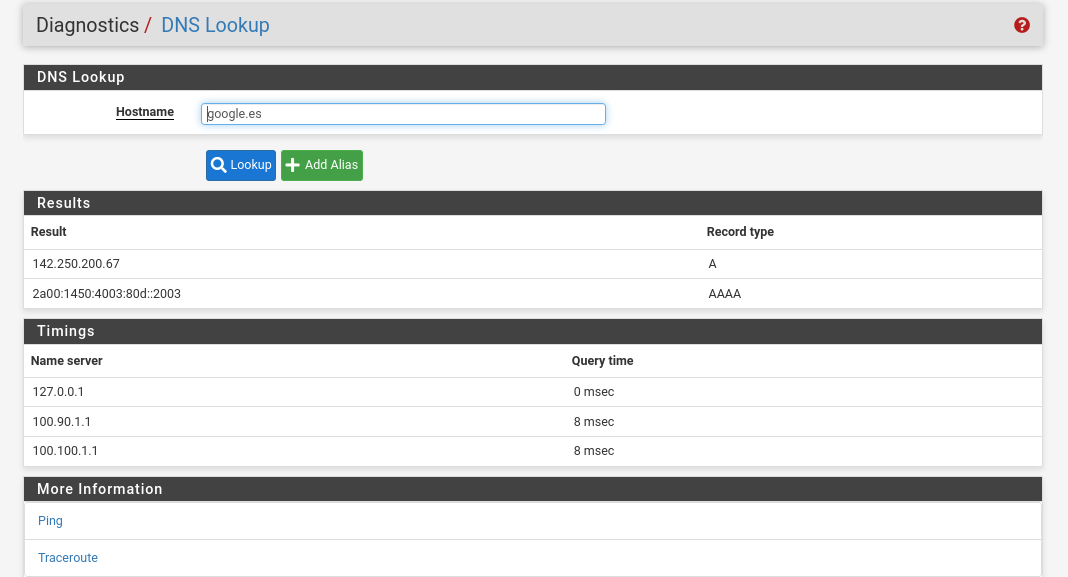 Diagnostics / DNS Lookup ?
DNS Lookup
Hostname google.es
Lookup Add Alias
Results
Result Record type
142.250.200.67 A
2a00:1450:4003:80d::2003 AAAA
Timings
Name server Query time
127.0.0.1 0 msec
100.90.1.1 8 msec
100.100.1.1 8 msec
More Information
Ping
Traceroute